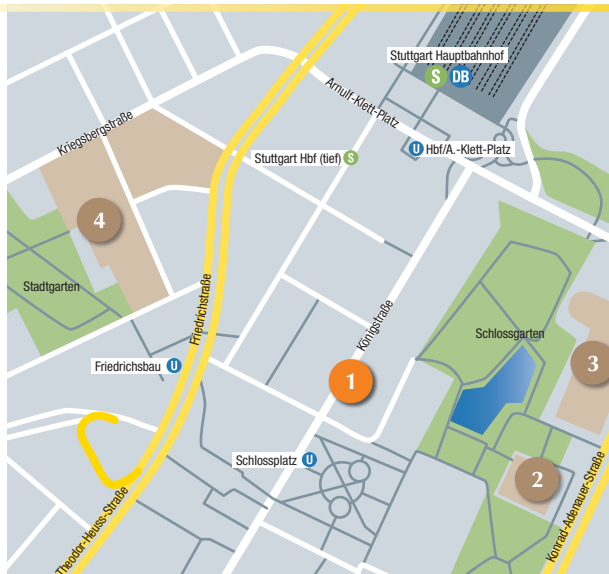 Stuttgart Hauptbahnhof
S DB
Arnulf-Klett-Platz
Kriegsbergstraße
U Hbf/A.-Klett-Platz
Stuttgart Hbf (tief) S
4
Stadtgarten
Friedrichstraße
Königstraße
Schlossgarten
Friedrichsbau U
3
1
Schlossplatz U
2
Theodor-Heuss-Straße
Konrad-Adenauer-Straße